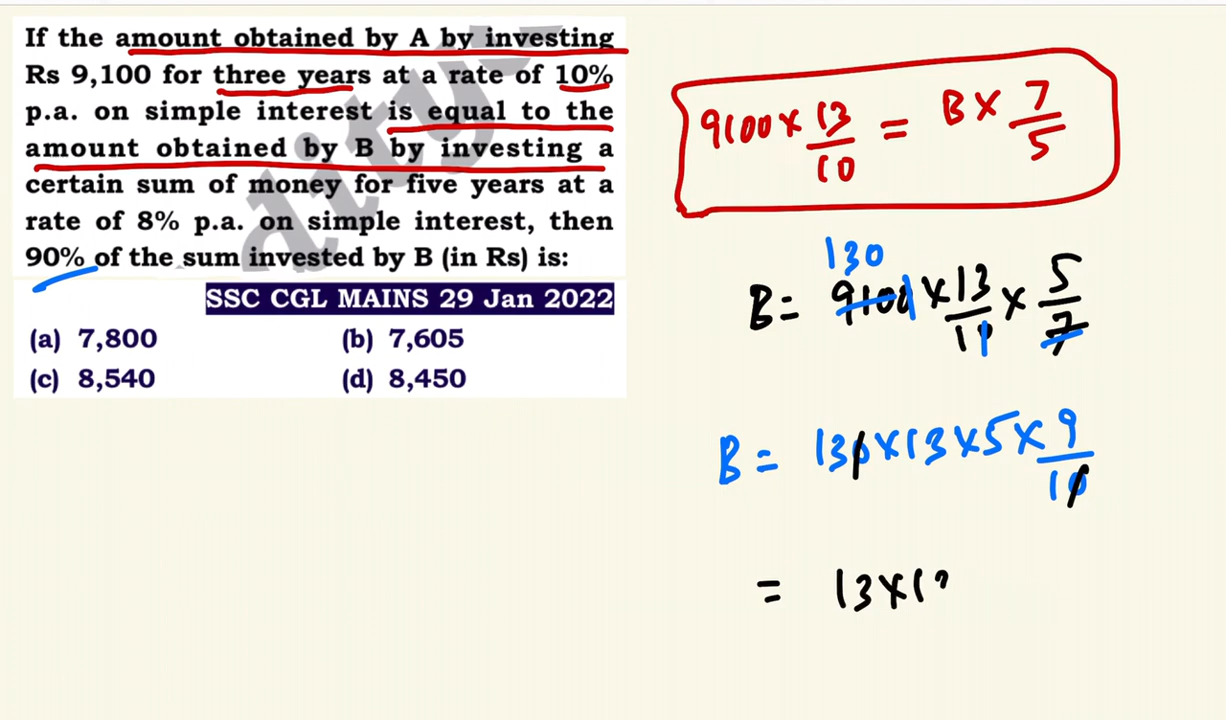 If the amount obtained by A by investing
Rs 9,100 for three years at a rate of 10%
p.a. on simple interest is equal to the
amount obtained by B by investing a
certain sum of money for five years at a
rate of 8% p.a. on simple interest, then
90% of the sum invested by B (in Rs) is:
SSC CGL MAINS 29 Jan 2022
(a) 7,800 (b) 7,605
(c) 8,540 (d) 8,450
9100 × 13/10 = B × 7/5
130
B = 9100 × 13/10 × 5/7
B = 130 × 13 × 5 × 9/10
= 13 × 1